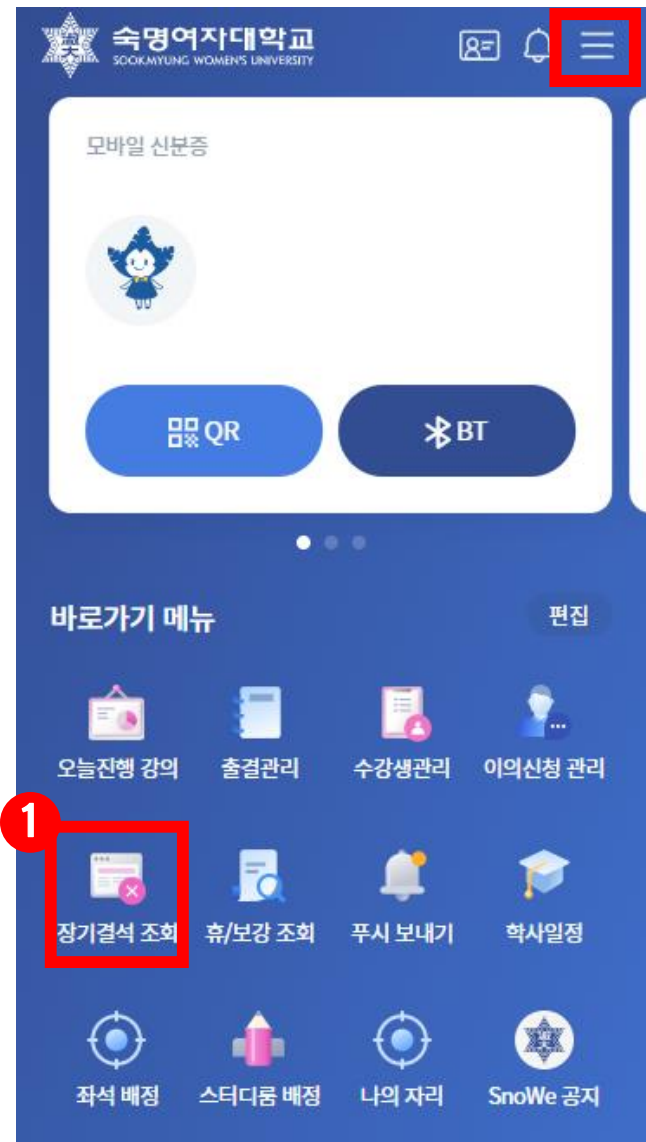 숙명여자대학교
SOOKMYUNG WOMEN'S UNIVERSITY
모바일 신분증
QR
BT
바로가기 메뉴
편집
오늘진행 강의
출결관리
수강생관리
이의신청 관리
1
장기결석 조회
휴/보강 조회
푸시 보내기
학사일정
좌석 배정
스터디룸 배정
나의 자리
SnoWe 공지